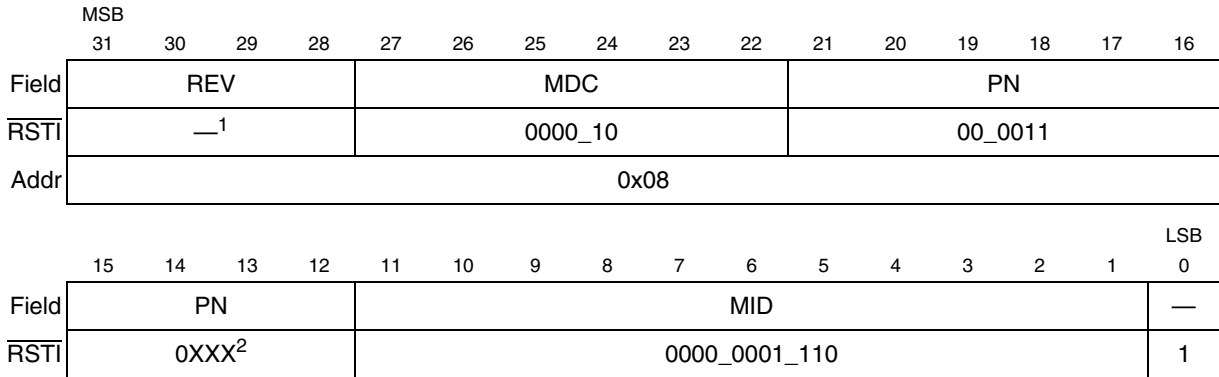 MSB
31 30 29 28 27 26 25 24 23 22 21 20 19 18 17 16
Field REV MDC PN
RSTI —1 0000_10 00_0011
Addr 0x08
LSB
15 14 13 12 11 10 9 8 7 6 5 4 3 2 1 0
Field PN MID —
RSTI 0XXX2 0000_0001_110 1